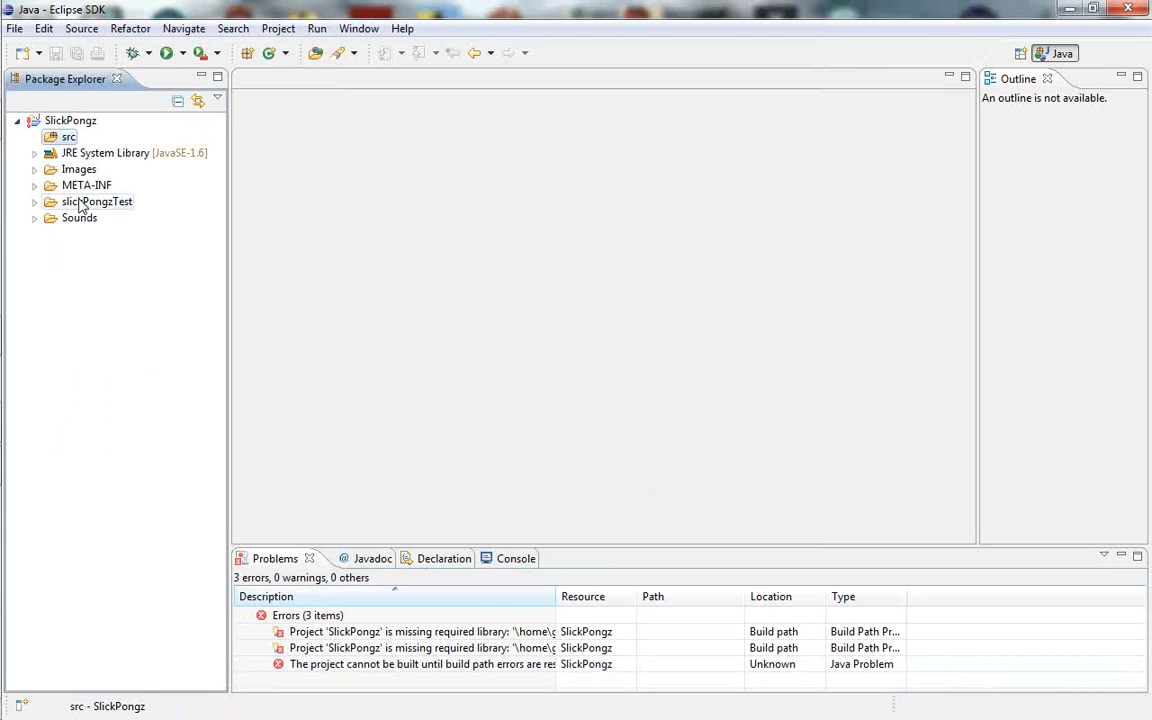 Java - Eclipse SDK
File Edit Source Refactor Navigate Search Project Run Window Help
Java
Package Explorer
Outline
An outline is not available.
SlickPongz
src
JRE System Library [JavaSE-1.6]
Images
META-INF
slickPongzTest
Sounds
Problems @ Javadoc Declaration Console
3 errors, 0 warnings, 0 others
Description Resource Path Location Type
Errors (3 items)
Project 'SlickPongz' is missing required library: '\home\g SlickPongz Build path Build Path Pr...
Project 'SlickPongz' is missing required library: '\home\g SlickPongz Build path Build Path Pr...
The project cannot be built until build path errors are res SlickPongz Unknown Java Problem
src - SlickPongz